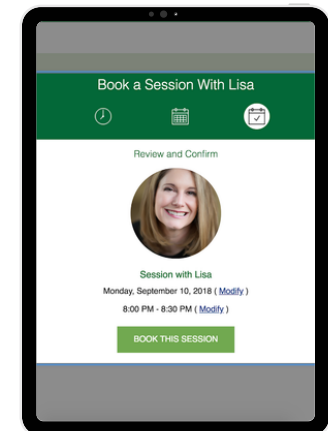 Book a Session With Lisa
Review and Confirm
Session with Lisa
Monday, September 10, 2018 ( Modify )
8:00 PM - 8:30 PM ( Modify )
BOOK THIS SESSION